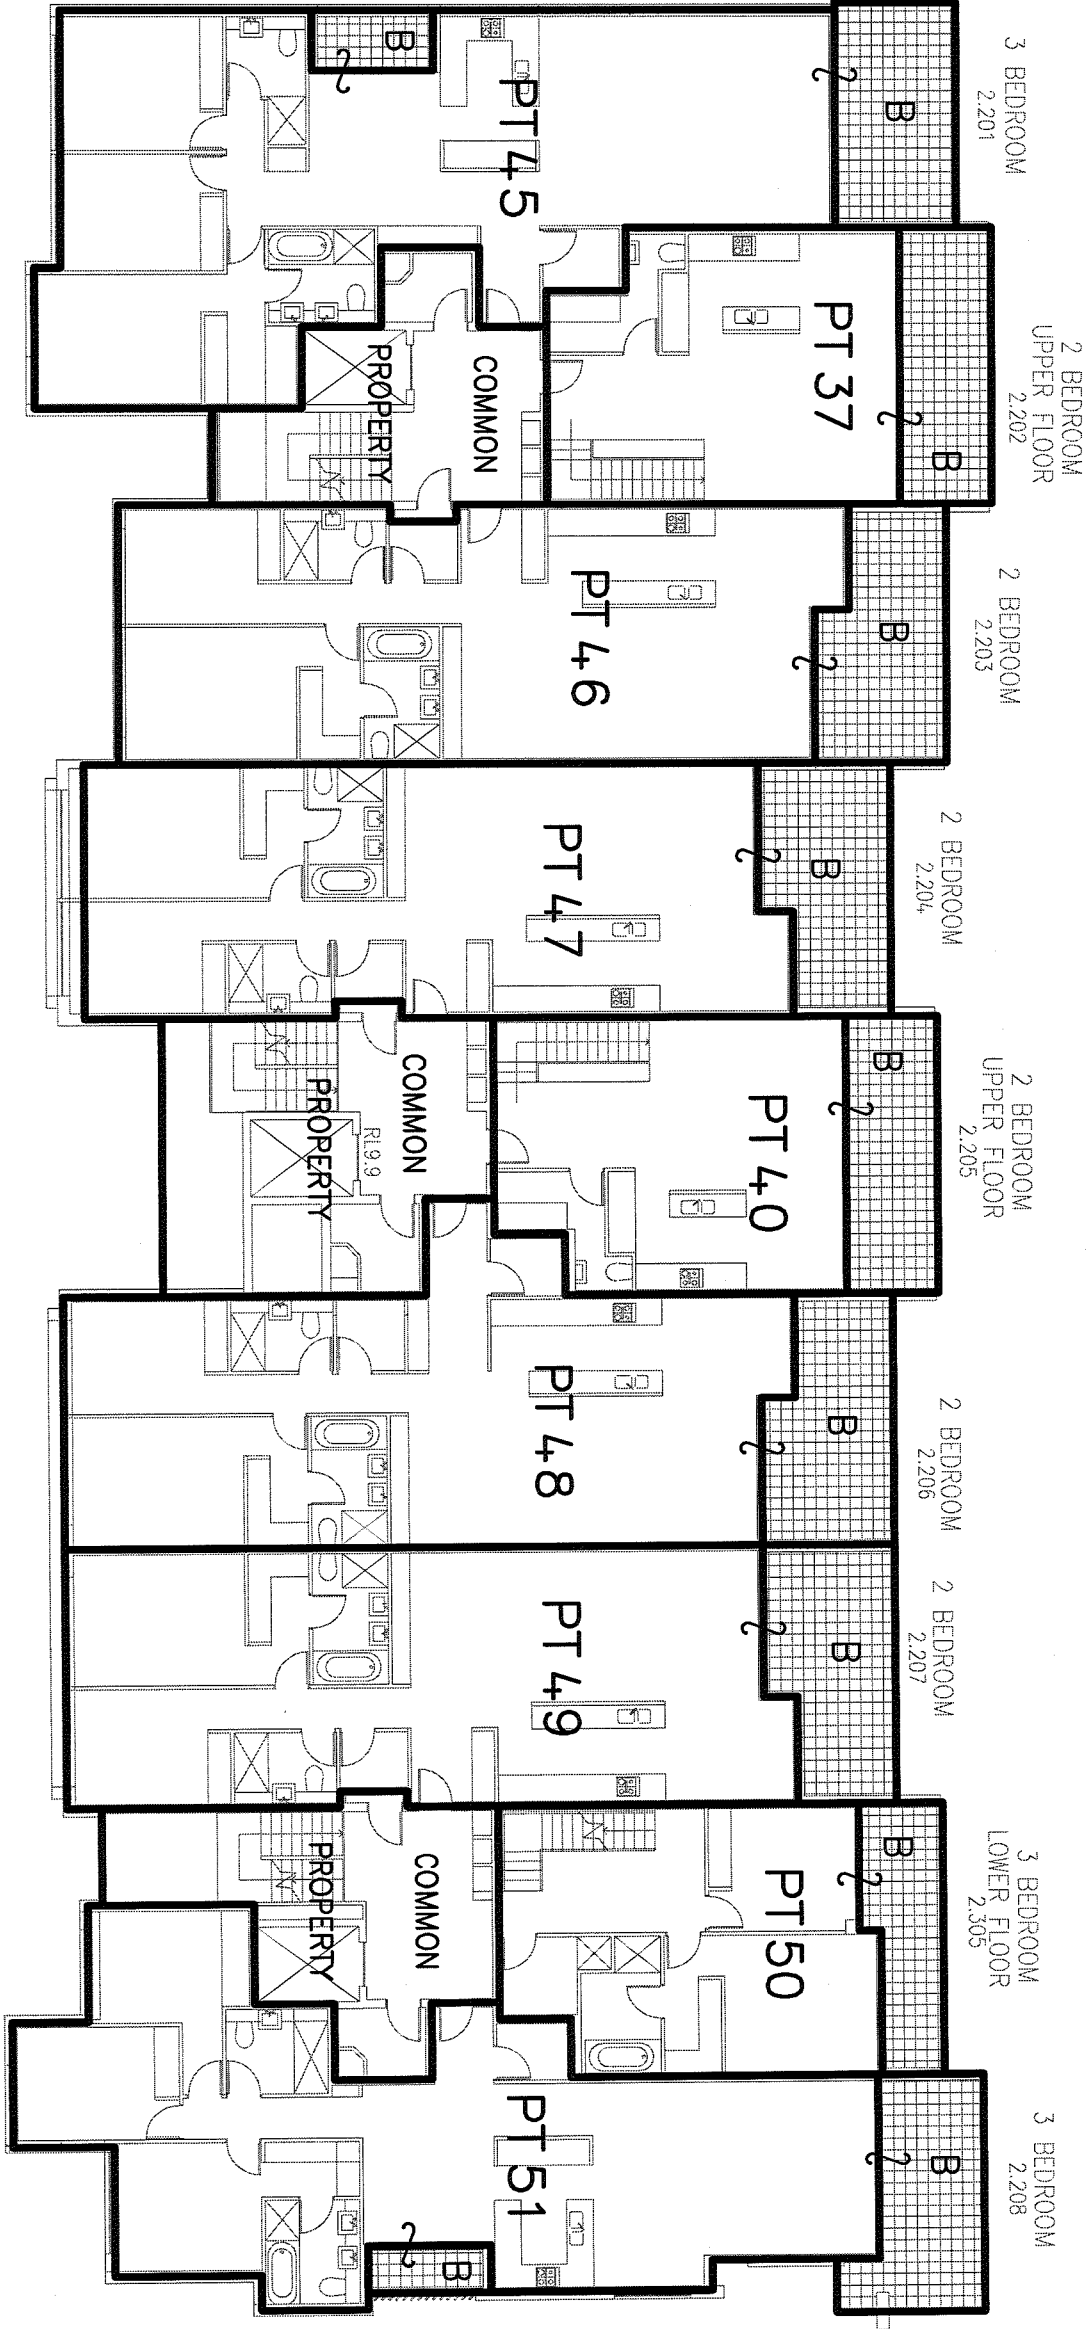 3 BEDROOM
2.201
B
B
PT 45
2 BEDROOM
UPPER FLOOR
2.202
B
PT 37
COMMON
PROPERTY
2 BEDROOM
2.203
B
PT 46
2 BEDROOM
2.204
B
PT 47
2 BEDROOM
UPPER FLOOR
2.205
B
PT 40
COMMON
PROPERTY
RL9.9
2 BEDROOM
2.206
B
PT 48
2 BEDROOM
2.207
B
PT 49
3 BEDROOM
LOWER FLOOR
2.305
B
PT 50
COMMON
PROPERTY
3 BEDROOM
2.208
B
PT 51
B